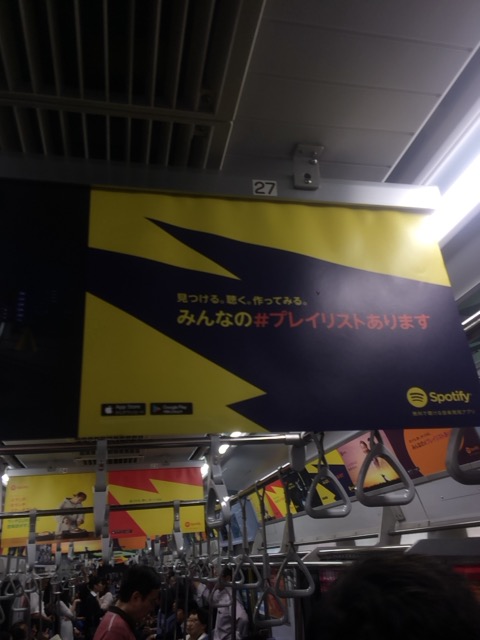 27
見つける。聴く。作ってみる。
みんなの#プレイリストあります
Spotify
App Store
Google Play